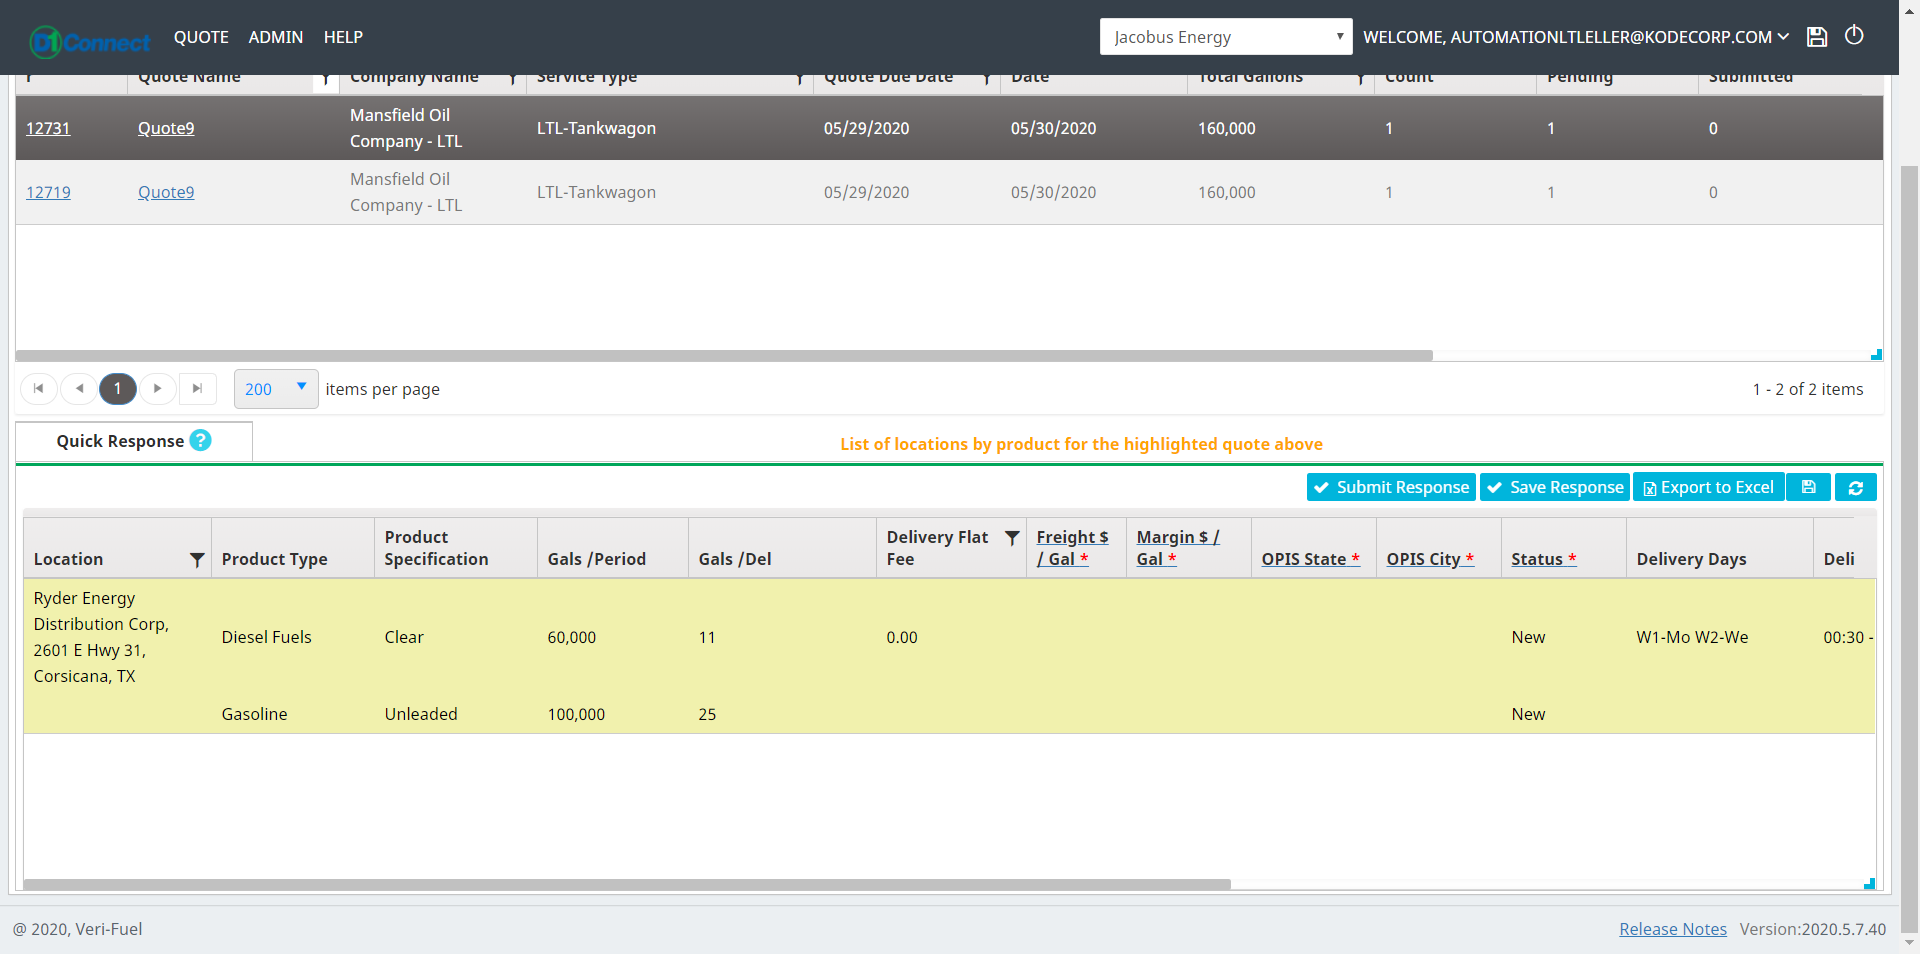 D1Connect QUOTE ADMIN HELP Jacobus Energy WELCOME, AUTOMATIONLTLELLER@KODECORP.COM
r Quote Name Company Name Service Type Quote Due Date Date Total Gallons Count Pending Submitted
12731 Quote9 Mansfield Oil Company - LTL LTL-Tankwagon 05/29/2020 05/30/2020 160,000 1 1 0
12719 Quote9 Mansfield Oil Company - LTL LTL-Tankwagon 05/29/2020 05/30/2020 160,000 1 1 0
1 200 items per page 1 - 2 of 2 items
Quick Response ? List of locations by product for the highlighted quote above
Submit Response Save Response Export to Excel
Location Product Type Product Specification Gals /Period Gals /Del Delivery Flat Fee Freight $ / Gal * Margin $ / Gal * OPIS State * OPIS City * Status * Delivery Days Deli
Ryder Energy
Distribution Corp,
2601 E Hwy 31,
Corsicana, TX
Diesel Fuels Clear 60,000 11 0.00 New W1-Mo W2-We 00:30 -
Gasoline Unleaded 100,000 25 New
@ 2020, Veri-Fuel Release Notes Version:2020.5.7.40